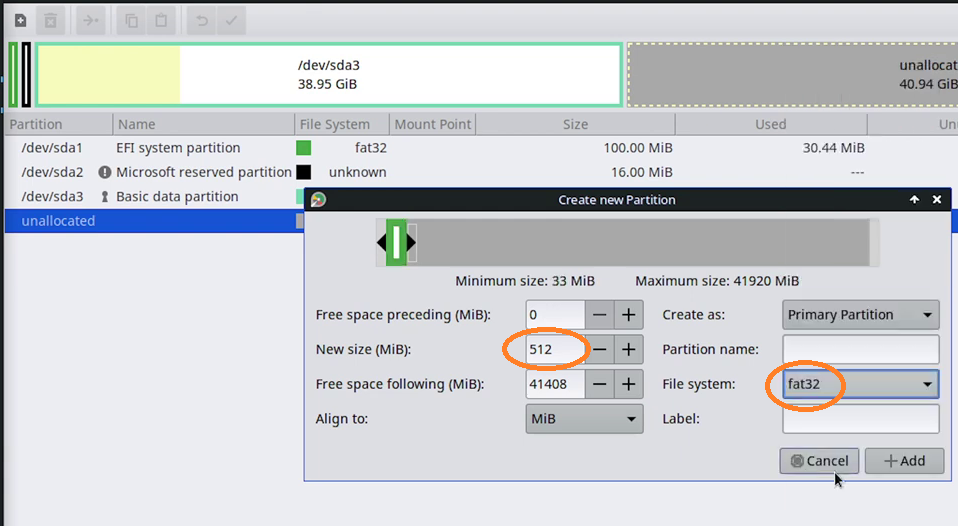 /dev/sda3
38.95 GiB
unallocat
40.94 GiB
Partition Name File System Mount Point Size Used Un
/dev/sda1 EFI system partition fat32 100.00 MiB 30.44 MiB
/dev/sda2 Microsoft reserved partition unknown 16.00 MiB ---
/dev/sda3 Basic data partition
unallocated
Create new Partition
Minimum size: 33 MiB Maximum size: 41920 MiB
Free space preceding (MiB): 0 Create as: Primary Partition
New size (MiB): 512 Partition name:
Free space following (MiB): 41408 File system: fat32
Align to: MiB Label:
Cancel Add